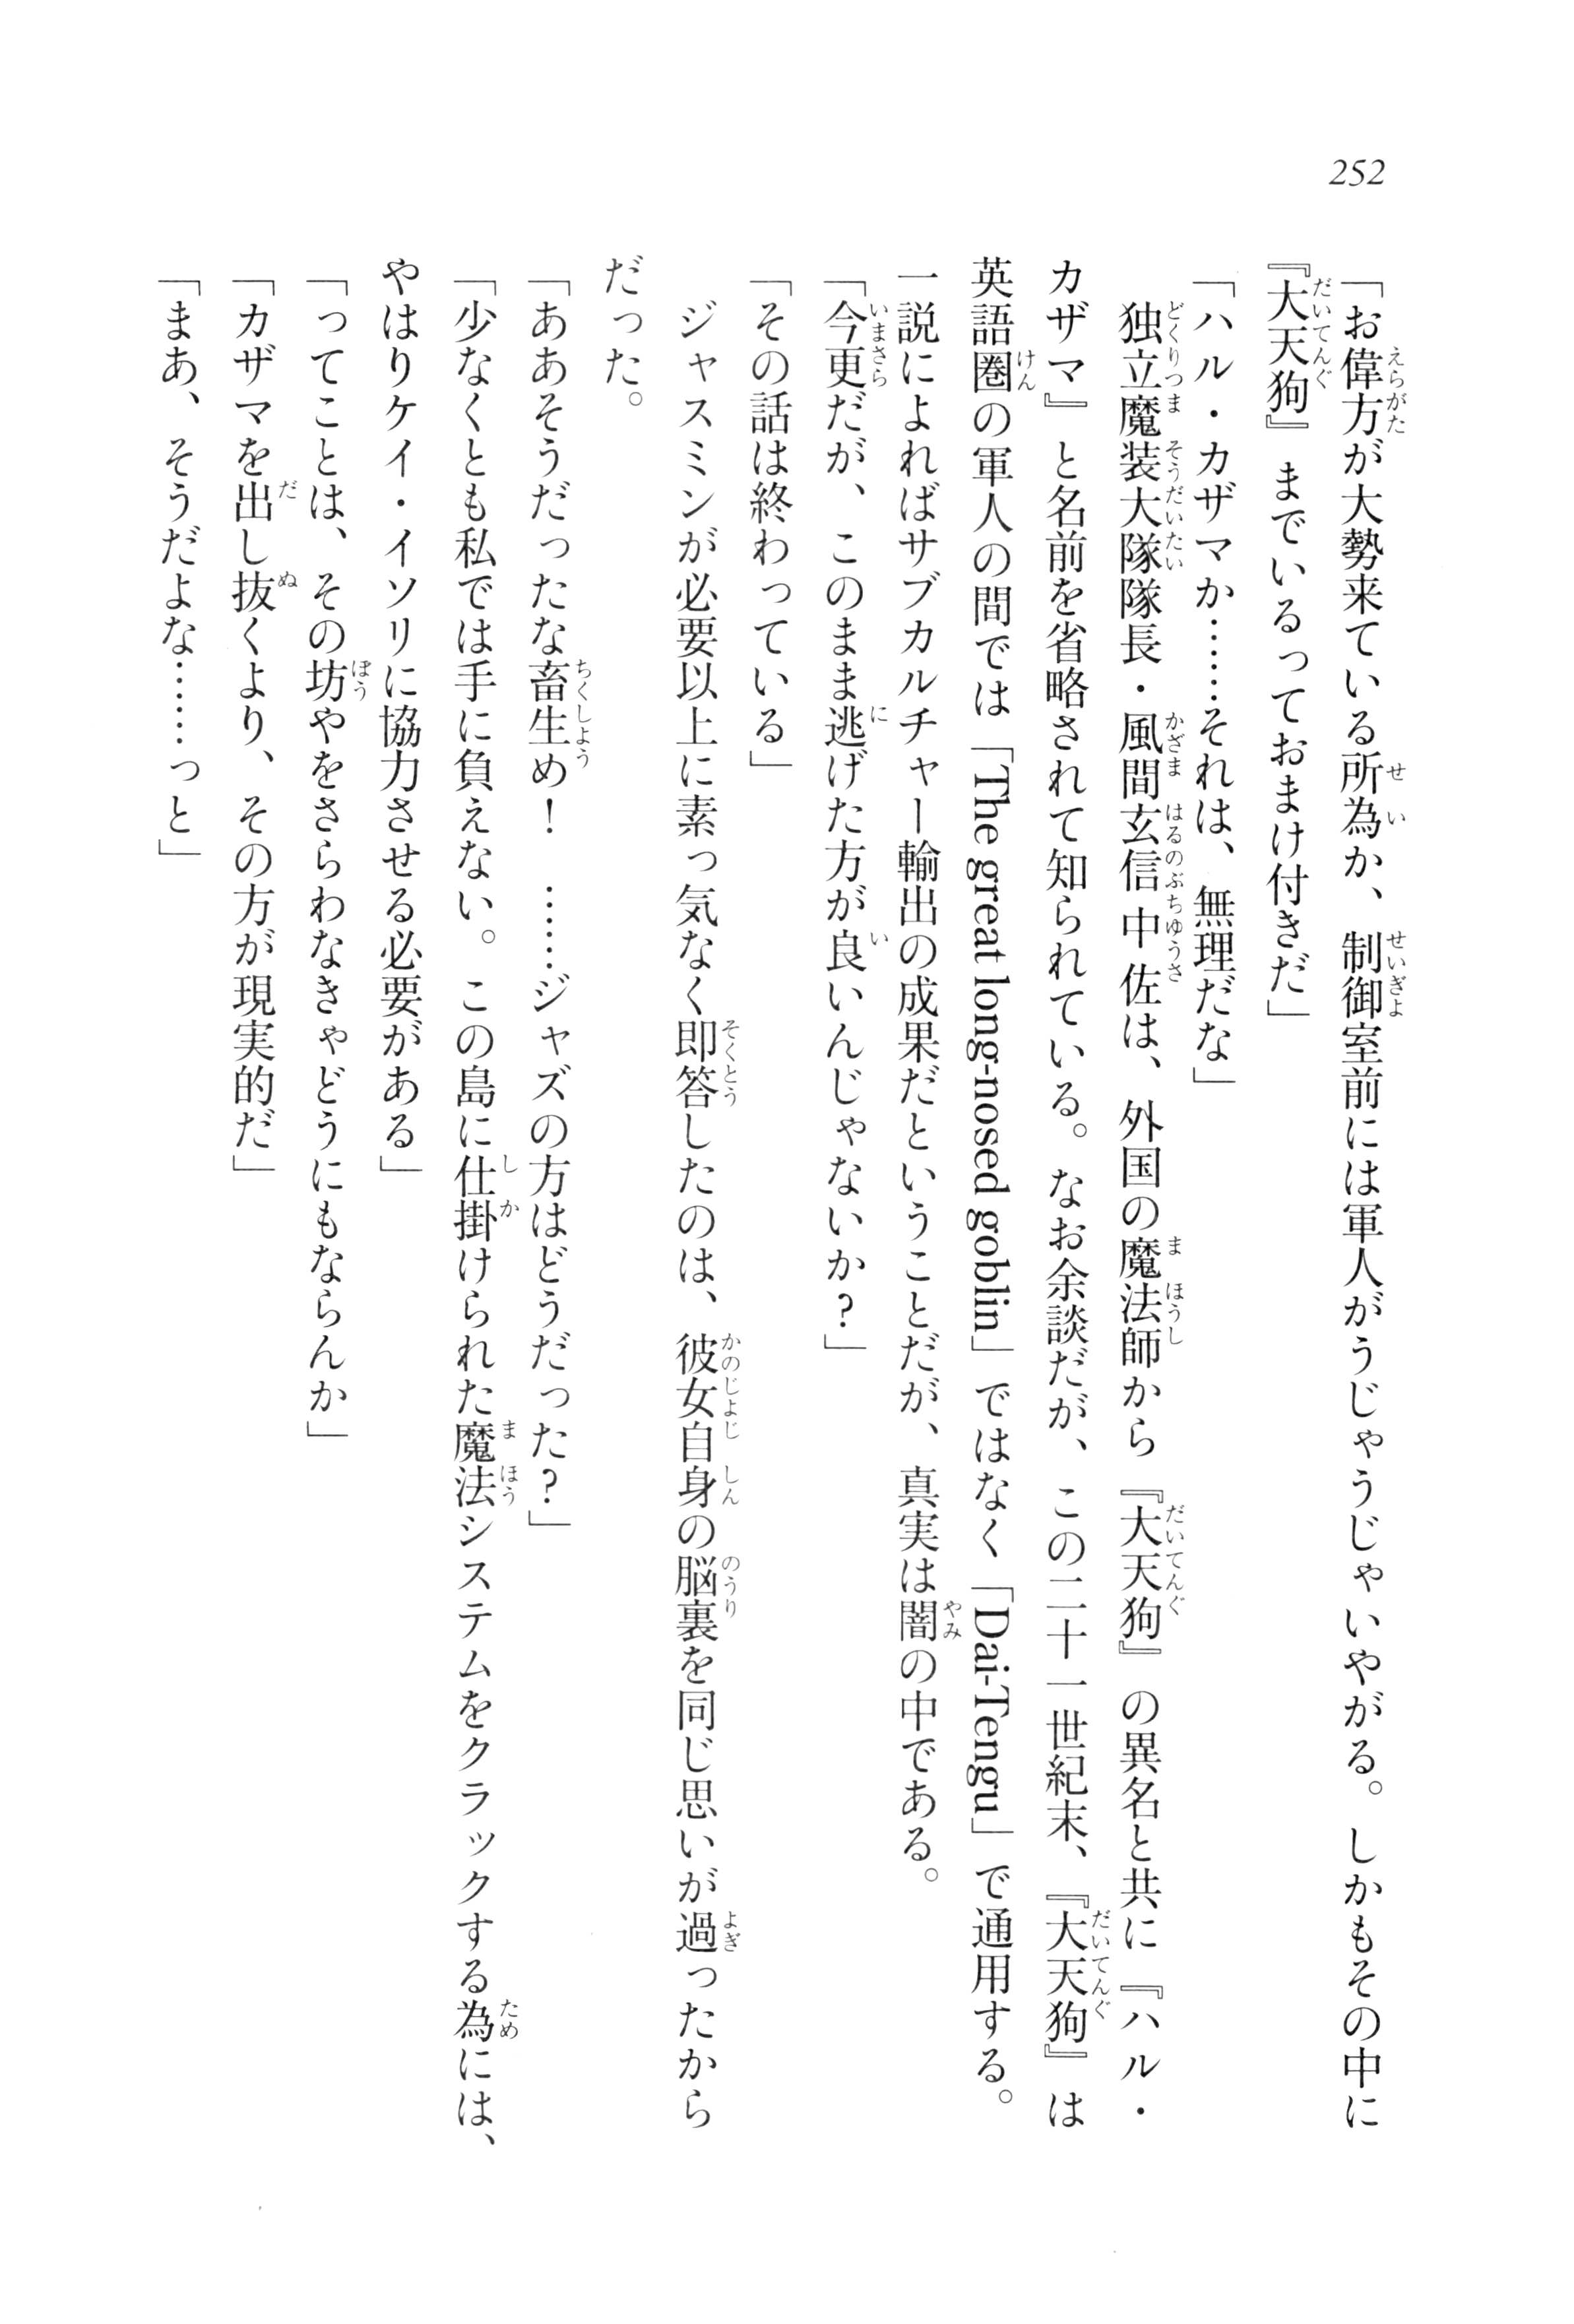 252
「お偉方が大勢来ている所為か、制御室前には軍人がうじゃうじゃいやがる。しかもその中に
『大天狗』までいるっておまけ付きだ」
「ハル・カザマか……それは、無理だな」
　独立魔装大隊隊長・風間玄信中佐は、外国の魔法師から『大天狗』の異名と共に『ハル・
カザマ』と名前を省略されて知られている。なお余談だが、この二十一世紀末、『大天狗』は
英語圏の軍人の間では「The great long-nosed goblin」ではなく「Dai-Tengu」で通用する。
一説によればサブカルチャー輸出の成果だということだが、真実は闇の中である。
「今更だが、このまま逃げた方が良いんじゃないか？」
「その話は終わっている」
　ジャスミンが必要以上に素っ気なく即答したのは、彼女自身の脳裏を同じ思いが過ったから
だった。
「ああそうだったな畜生め！　……ジャズの方はどうだった？」
「少なくとも私では手に負えない。この島に仕掛けられた魔法システムをクラックする為には、
やはりケイ・イソリに協力させる必要がある」
「ってことは、その坊やをさらわなきゃどうにもならんか」
「カザマを出し抜くより、その方が現実的だ」
「まあ、そうだよな……っと」